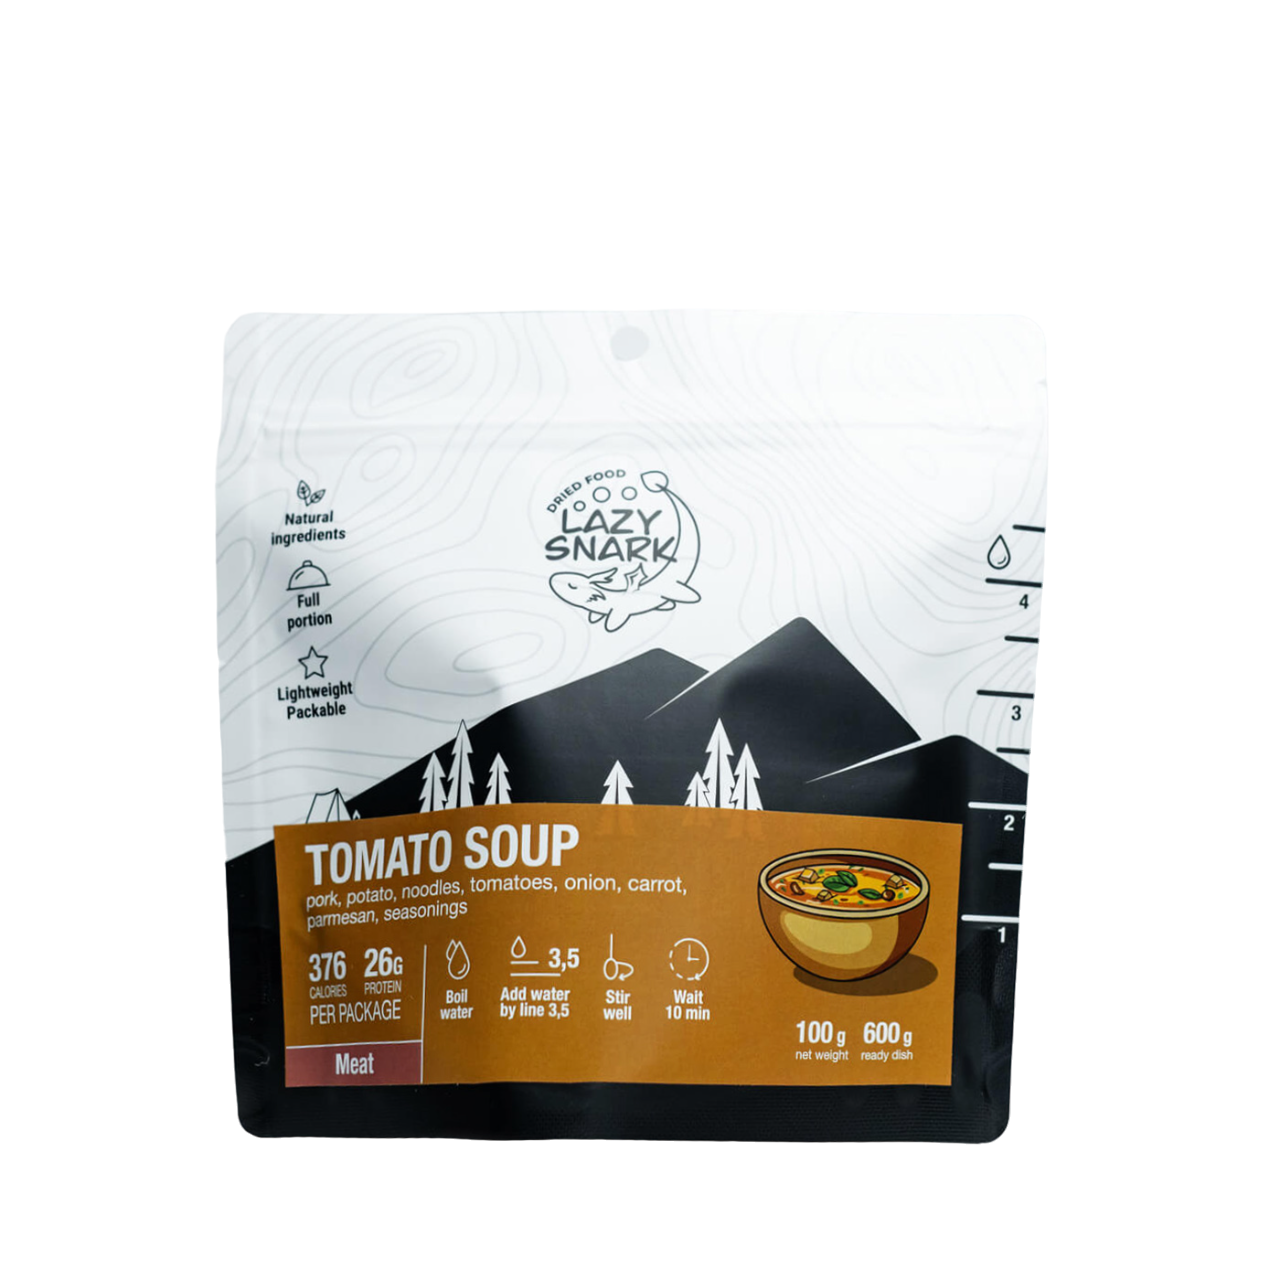 DRIED FOOD
LAZY
SNARK
Natural
ingredients
Full
portion
Lightweight
Packable
4
3
2
1
TOMATO SOUP
pork, potato, noodles, tomatoes, onion, carrot,
parmesan, seasonings
376 26G
CALORIES PROTEIN
PER PACKAGE
Meat
Boil
water
3,5
Add water
by line 3,5
Stir
well
Wait
10 min
100 g 600 g
net weight ready dish